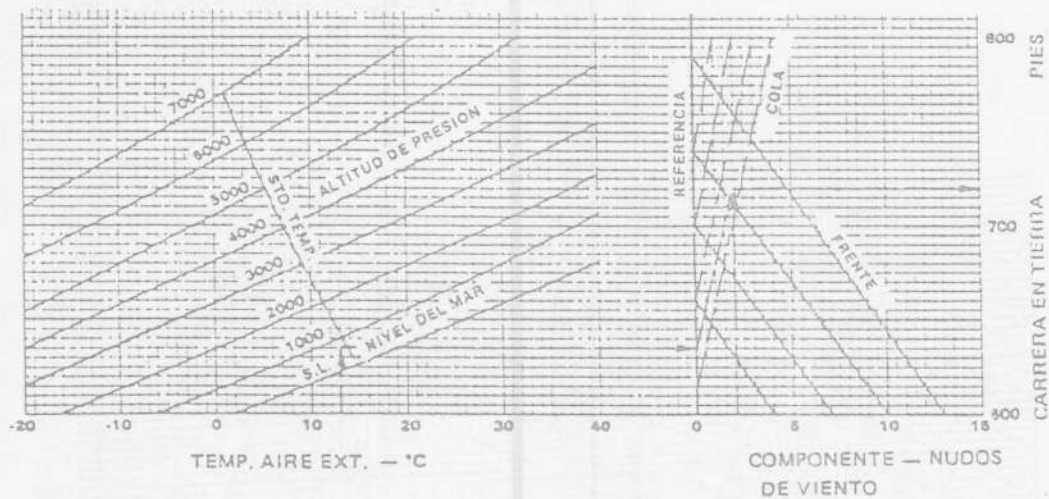 800
PIES
7000
6000
5000
ALTITUD DE PRESION
4000
STD. TEMP.
3000
2000
1000
S.L. NIVEL DEL MAR
REFERENCIA
COLA
FRENTE
700
600
CARRERA EN TIERRA
-20 -10 0 10 20 30 40
0 5 10 15
TEMP. AIRE EXT. — °C
COMPONENTE — NUDOS
DE VIENTO